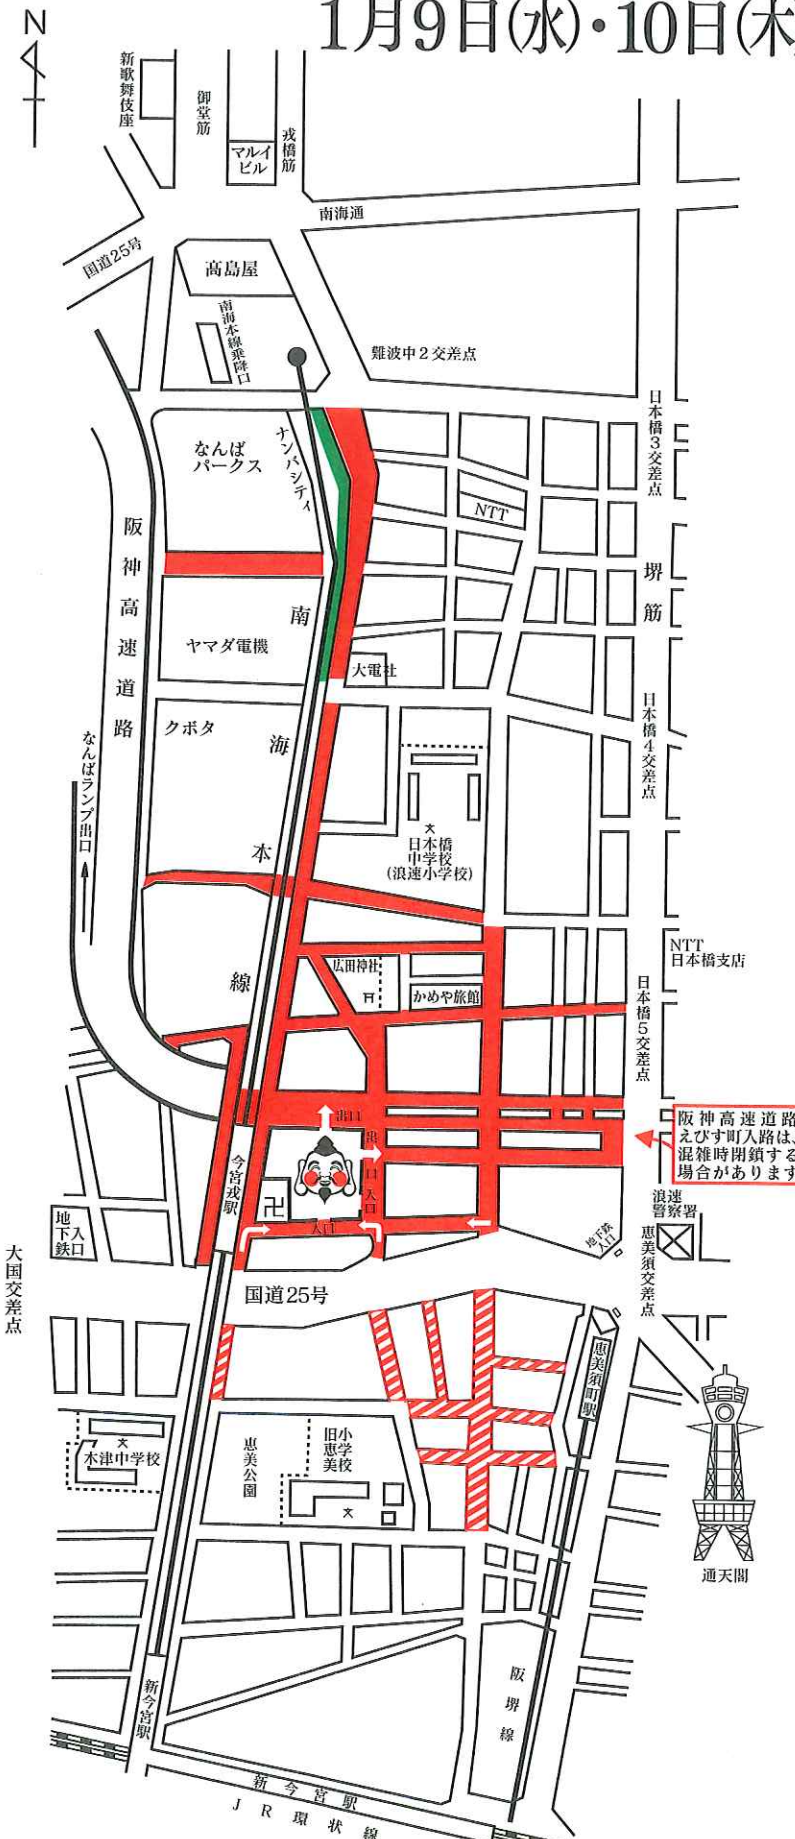 1月9日(水)・10日(木
N
新歌舞伎座
御堂筋
マルイ
ビル
戎橋筋
南海通
国道25号
髙島屋
南海本線乗降口
難波中2交差点
なんば
パークス
ナンバシティ
日本橋3交差点
NTT
阪神高速道路
堺筋
ヤマダ電機
南海本線
大電社
クボタ
日本橋4交差点
なんばランプ出口
文
日本橋
中学校
(浪速小学校)
NTT
日本橋支店
広田神社
かめや旅館
日本橋5交差点
出口
出口
入口
入口
卍
今宮戎駅
阪神高速道路
えびす町入路は、
混雑時閉鎖する
場合があります
浪速
警察署
地下鉄
入口
地下鉄
入口
恵美須交差点
大国交差点
国道25号
恵美須町駅
文
木津中学校
恵美公園
旧恵美
小学校
文
通天閣
阪堺線
新今宮駅
新今宮駅
JR環状線